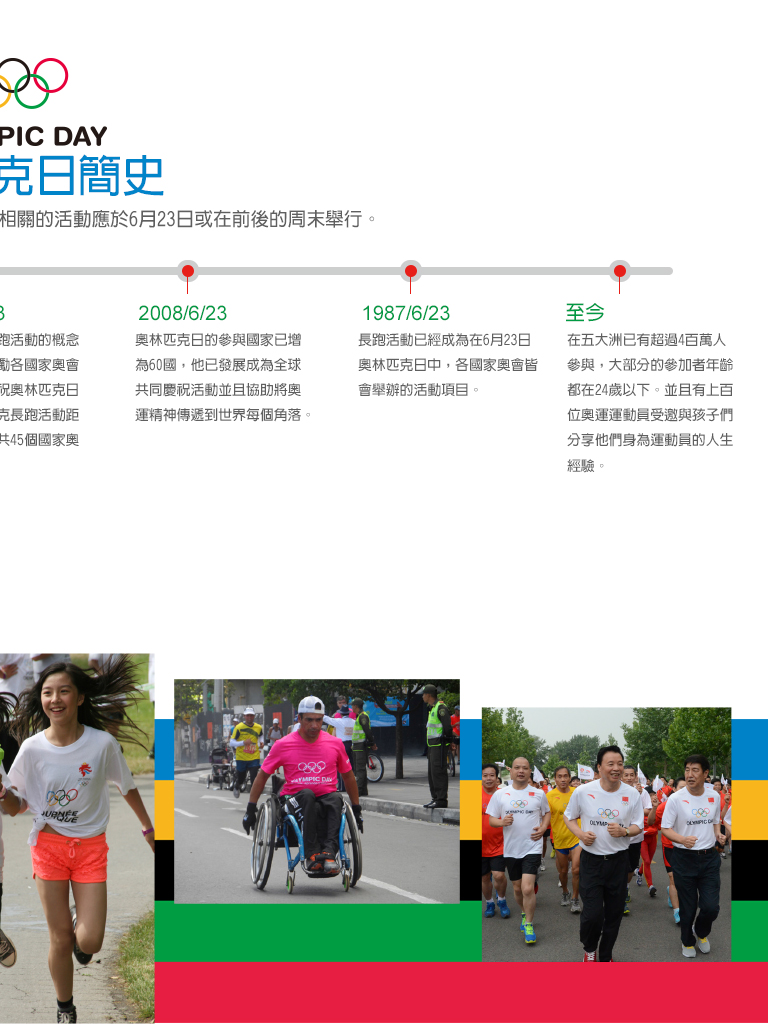 PIC DAY
克日簡史
相關的活動應於6月23日或在前後的周末舉行。
3
跑活動的概念
勵各國家奧會
祝奧林匹克日
克長跑活動距
共45個國家奧
2008/6/23
奧林匹克日的參與國家已增
為60國，他已發展成為全球
共同慶祝活動並且協助將奧
運精神傳遞到世界每個角落。
1987/6/23
長跑活動已經成為在6月23日
奧林匹克日中，各國家奧會皆
會舉辦的活動項目。
至今
在五大洲已有超過4百萬人
參與，大部分的參加者年齡
都在24歲以下。並且有上百
位奧運運動員受邀與孩子們
分享他們身為運動員的人生
經驗。
OLYMPIC DAY
OLYMPIC DAY
OLYMP
OLYMPIC DAY